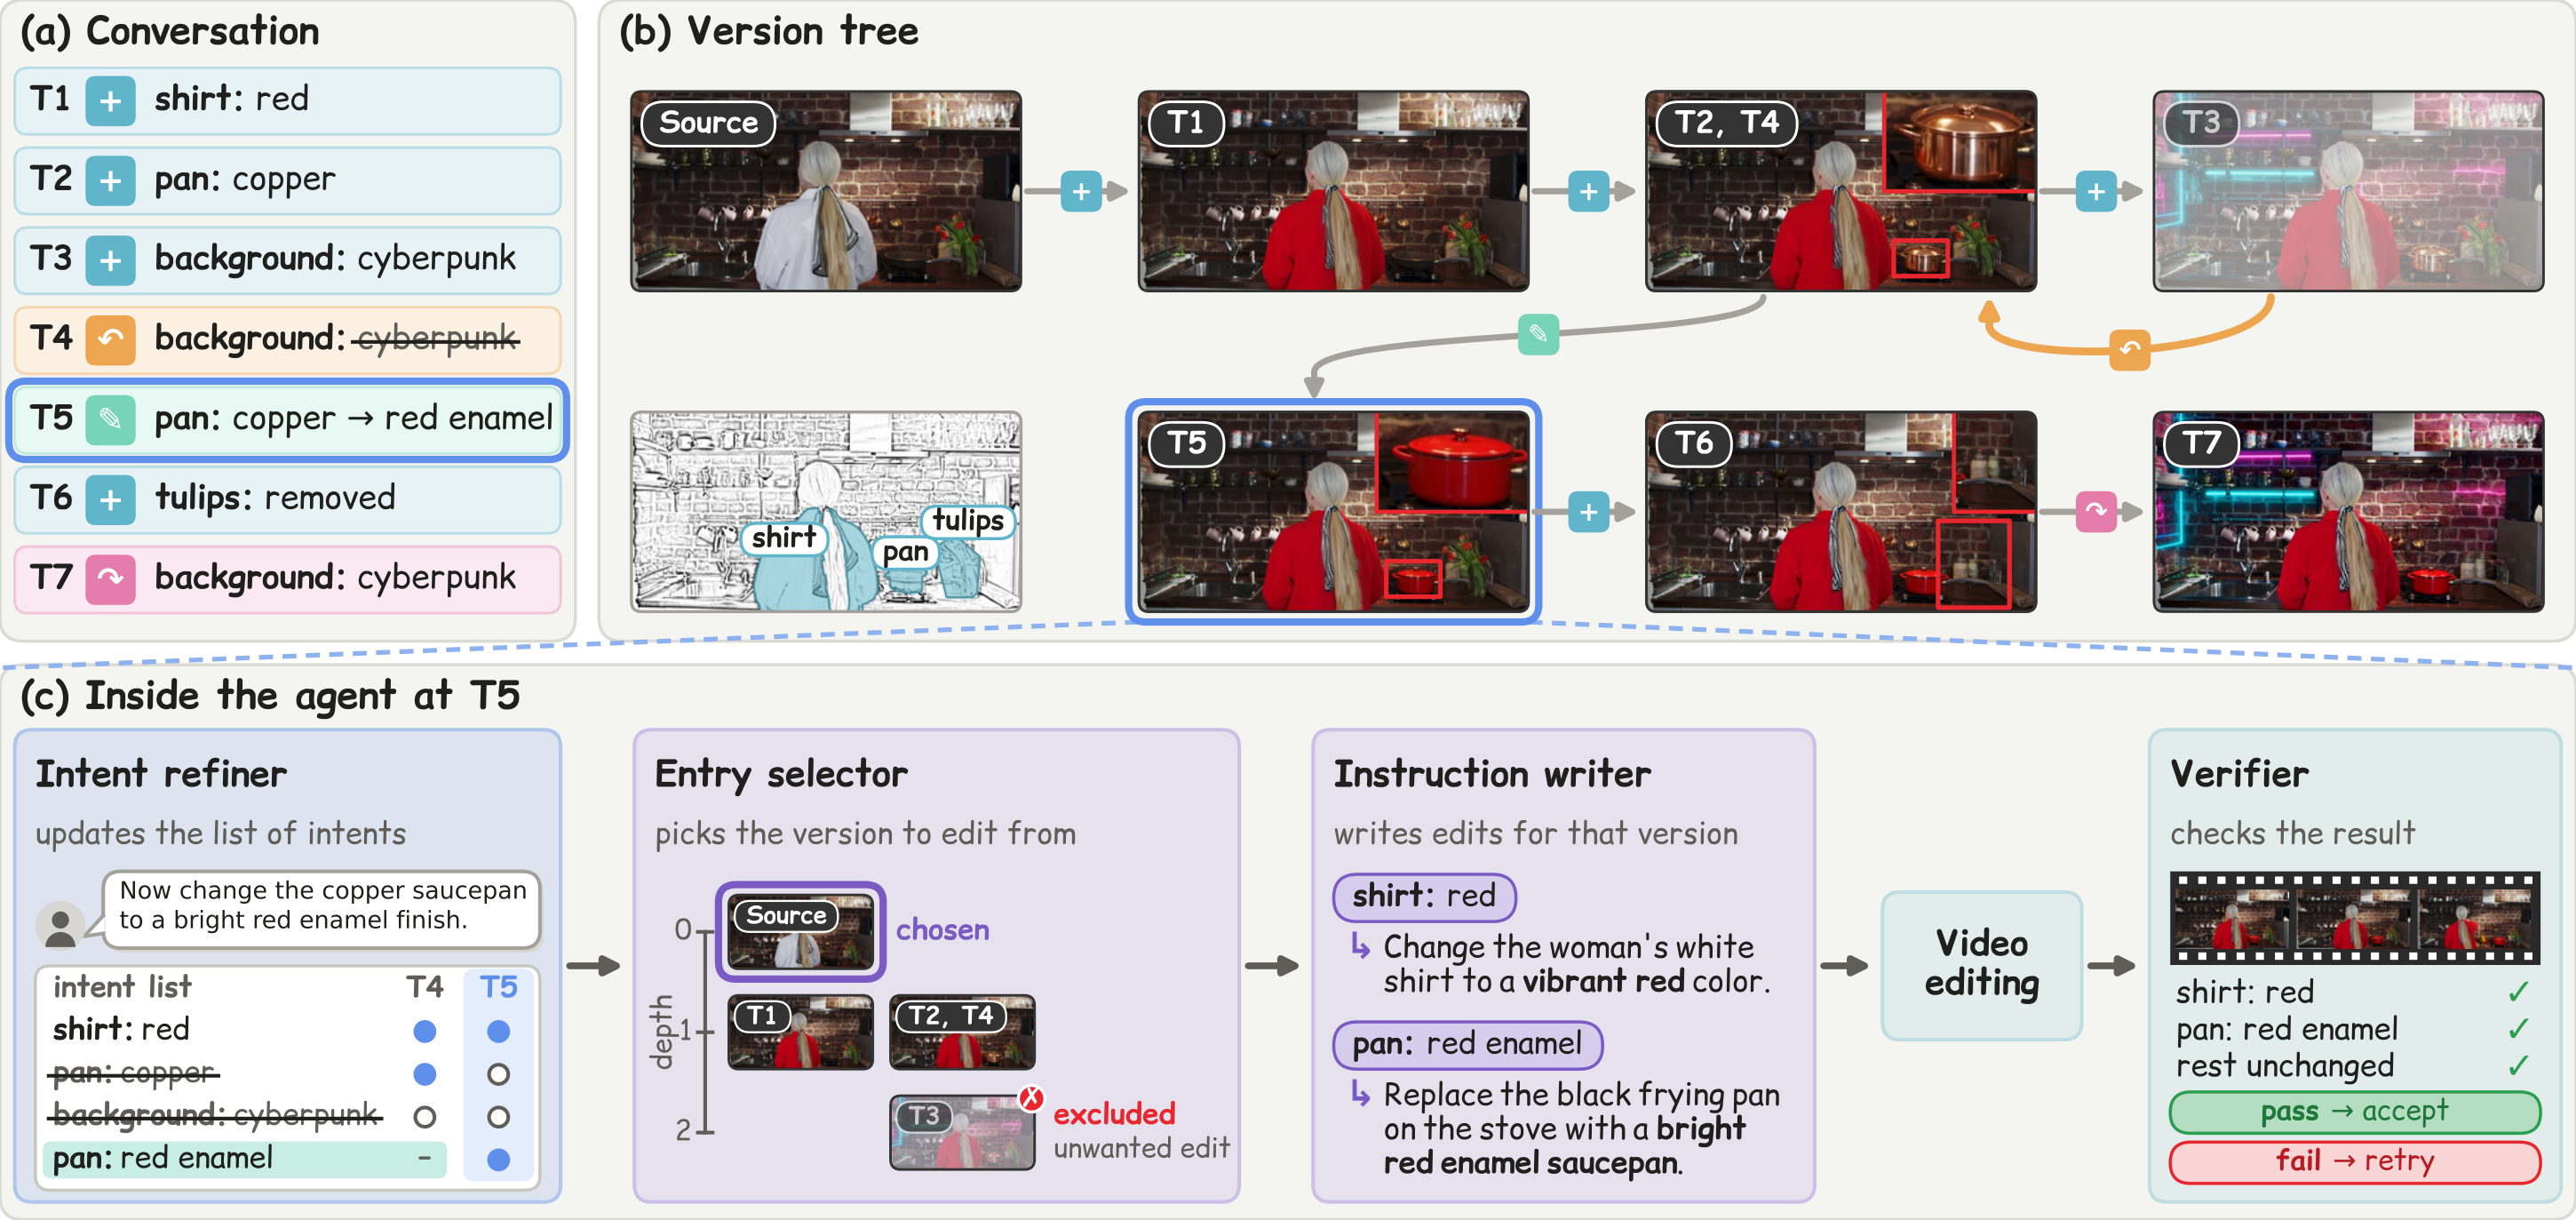 (a) Conversation
T1 + shirt: red
T2 + pan: copper
T3 + background: cyberpunk
T4 ↶ background: cyberpunk
T5 ✎ pan: copper → red enamel
T6 + tulips: removed
T7 ↷ background: cyberpunk
(b) Version tree
Source
+
T1
+
T2, T4
+
T3
✎
↶
shirt
pan
tulips
T5
+
T6
↷
T7
(c) Inside the agent at T5
Intent refiner
updates the list of intents
Now change the copper saucepan
to a bright red enamel finish.
intent list T4 T5
shirt: red
pan: copper
background: cyberpunk
pan: red enamel -
Entry selector
picks the version to edit from
depth
0
1
2
Source
chosen
T1
T2, T4
T3
X
excluded
unwanted edit
Instruction writer
writes edits for that version
shirt: red
↳ Change the woman's white
shirt to a vibrant red color.
pan: red enamel
↳ Replace the black frying pan
on the stove with a bright
red enamel saucepan.
Video
editing
Verifier
checks the result
shirt: red ✓
pan: red enamel ✓
rest unchanged ✓
pass → accept
fail → retry